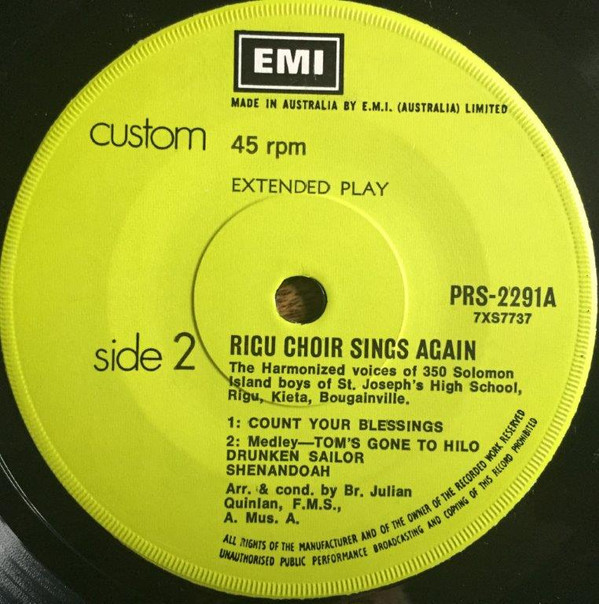 EMI
MADE IN AUSTRALIA BY E.M.I. (AUSTRALIA) LIMITED
custom
45 rpm
EXTENDED PLAY
PRS-2291A
7XS7737
side 2
RIGU CHOIR SINGS AGAIN
The Harmonized voices of 350 Solomon
Island boys of St. Joseph's High School,
Rigu, Kieta, Bougainville.
1: COUNT YOUR BLESSINGS
2: Medley—TOM'S GONE TO HILO
DRUNKEN SAILOR
SHENANDOAH
Arr. & cond. by Br. Julian
Quinlan, F.M.S.,
A. Mus. A.
ALL RIGHTS OF THE MANUFACTURER AND OF THE OWNER OF THE RECORDED WORK RESERVED
UNAUTHORISED PUBLIC PERFORMANCE BROADCASTING AND COPYING OF THIS RECORD PROHIBITED